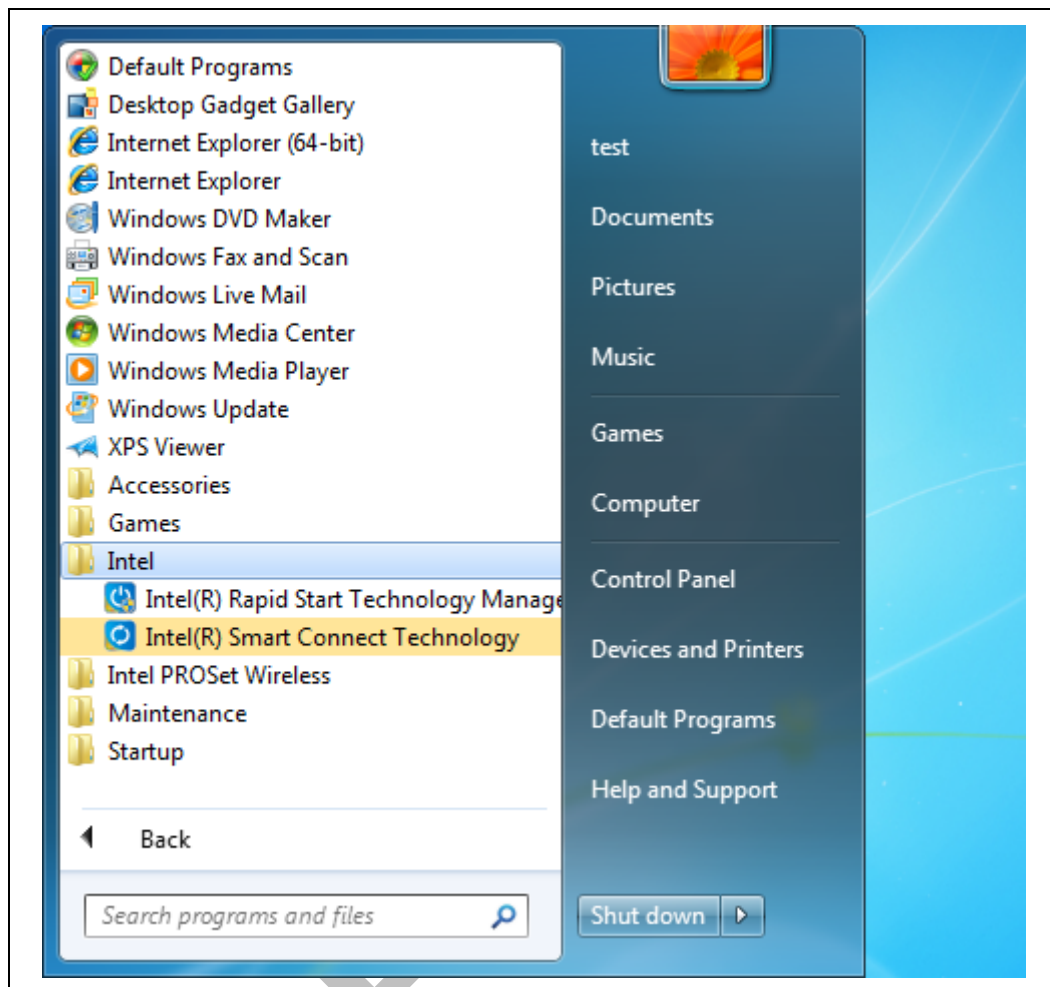 Default Programs
Desktop Gadget Gallery
Internet Explorer (64-bit)
Internet Explorer
Windows DVD Maker
Windows Fax and Scan
Windows Live Mail
Windows Media Center
Windows Media Player
Windows Update
XPS Viewer
Accessories
Games
Intel
Intel(R) Rapid Start Technology Manage
Intel(R) Smart Connect Technology
Intel PROSet Wireless
Maintenance
Startup
Back
Search programs and files
test
Documents
Pictures
Music
Games
Computer
Control Panel
Devices and Printers
Default Programs
Help and Support
Shut down